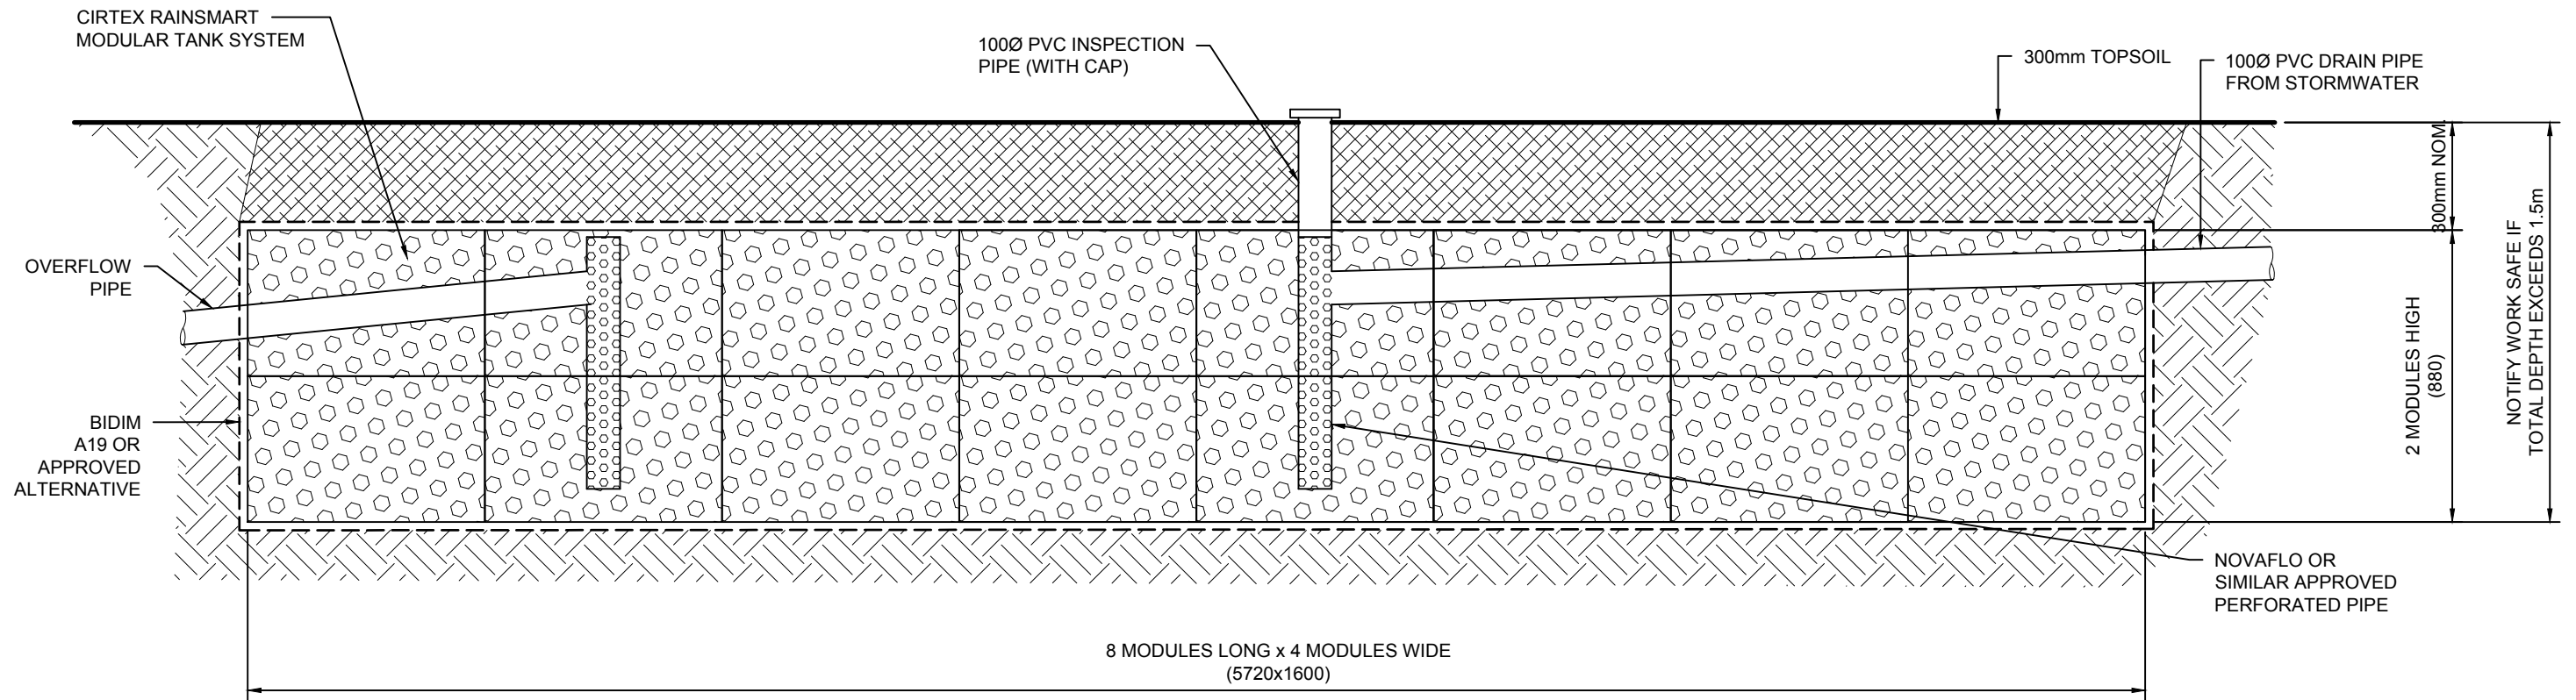 CIRTEX RAINSMART
MODULAR TANK SYSTEM
100Ø PVC INSPECTION
PIPE (WITH CAP)
300mm TOPSOIL
100Ø PVC DRAIN PIPE
FROM STORMWATER
OVERFLOW
PIPE
BIDIM
A19 OR
APPROVED
ALTERNATIVE
300mm NOM.
2 MODULES HIGH
(880)
NOTIFY WORK SAFE IF
TOTAL DEPTH EXCEEDS 1.5m
NOVAFLO OR
SIMILAR APPROVED
PERFORATED PIPE
8 MODULES LONG x 4 MODULES WIDE
(5720x1600)